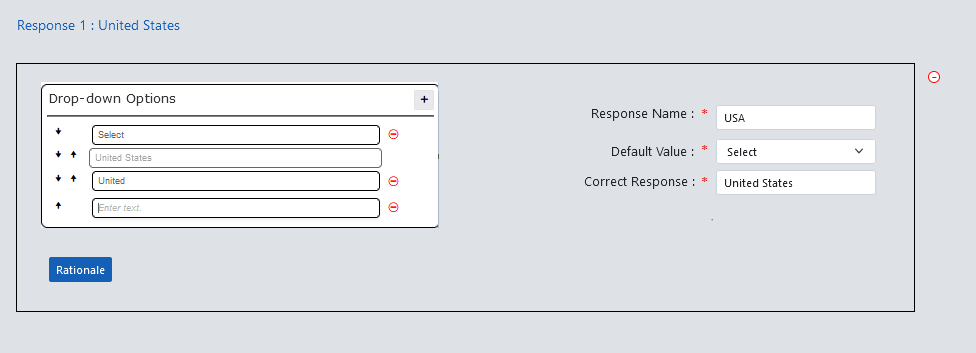 Response 1 : United States
Drop-down Options
+
Select
United States
United
Enter text.
Response Name : * USA
Default Value : * Select
Correct Response : * United States
Rationale